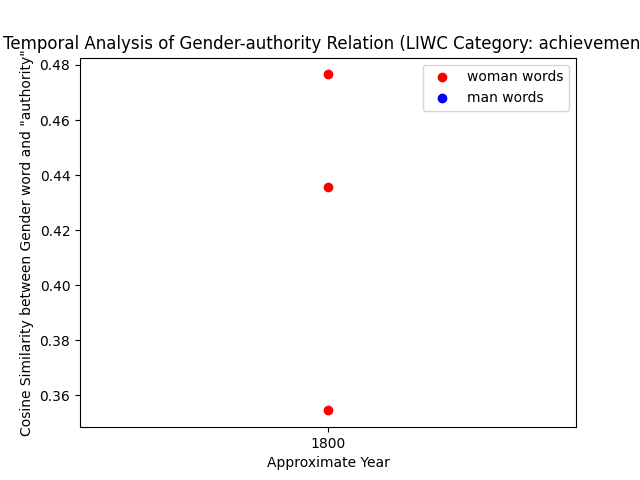 Temporal Analysis of Gender-authority Relation (LIWC Category: achievemen
Cosine Similarity between Gender word and "authority"
0.48
0.46
0.44
0.42
0.40
0.38
0.36
woman words
man words
1800
Approximate Year